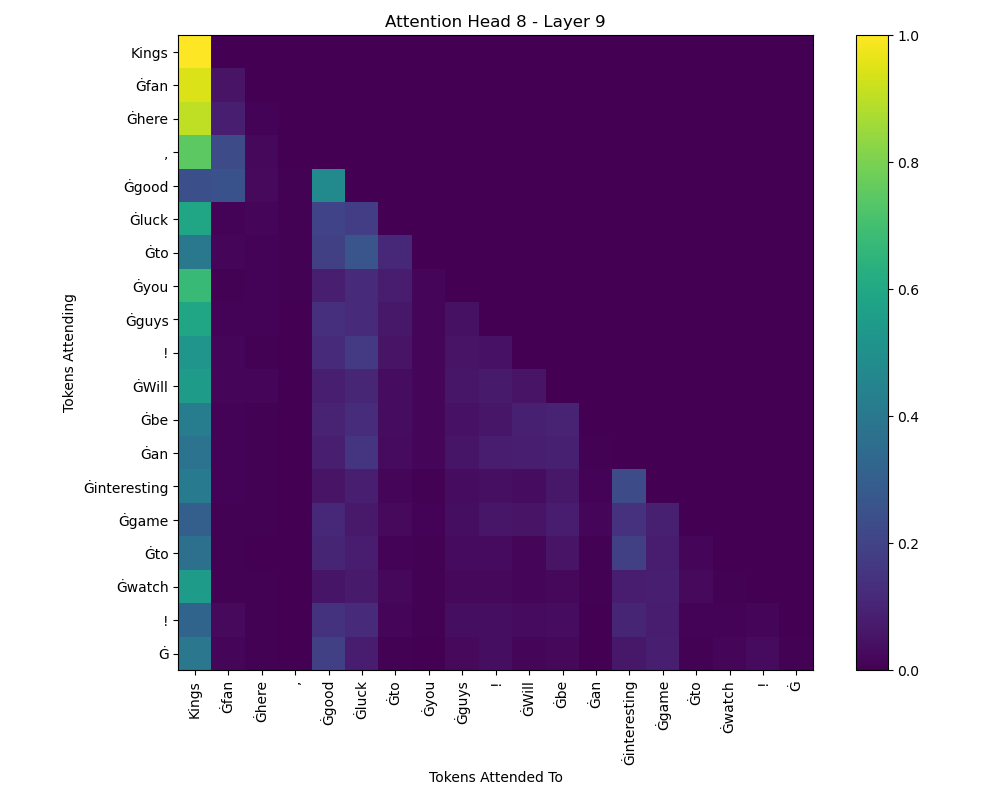 Attention Head 8 - Layer 9
Kings
Ġfan
Ġhere
,
Ġgood
Ġluck
Ġto
Ġyou
Ġguys
!
ĠWill
Ġbe
Ġan
Ġinteresting
Ġgame
Ġto
Ġwatch
!
Ġ
Tokens Attending
Kings
Ġfan
Ġhere
,
Ġgood
Ġluck
Ġto
Ġyou
Ġguys
!
ĠWill
Ġbe
Ġan
Ġinteresting
Ġgame
Ġto
Ġwatch
!
Ġ
Tokens Attended To
1.0
0.8
0.6
0.4
0.2
0.0